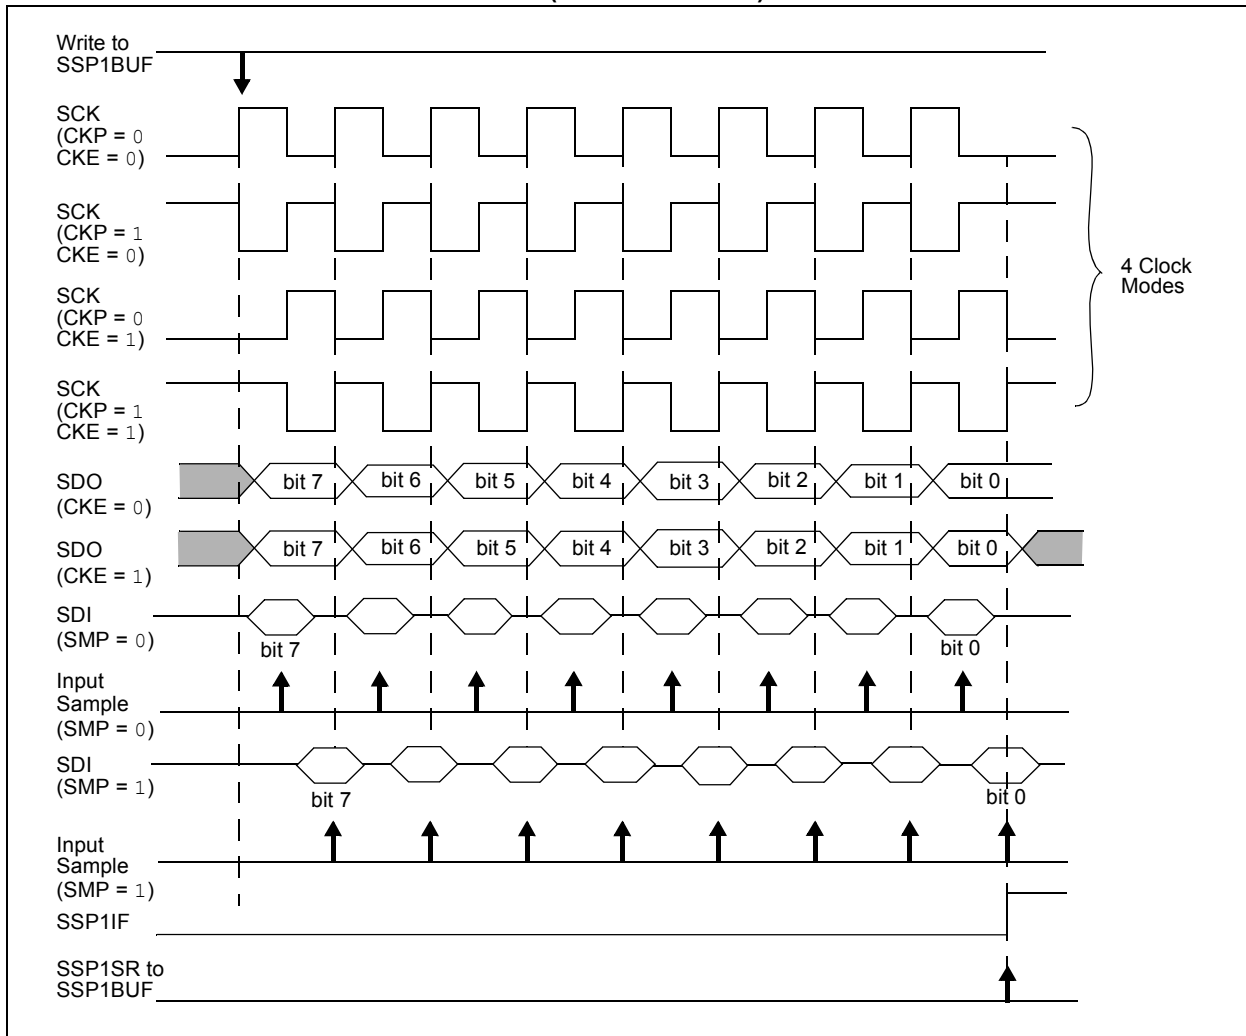 Write to
SSP1BUF
SCK
(CKP = 0
CKE = 0)
SCK
(CKP = 1
CKE = 0)
4 Clock
Modes
SCK
(CKP = 0
CKE = 1)
SCK
(CKP = 1
CKE = 1)
SDO
(CKE = 0)
bit 7 bit 6 bit 5 bit 4 bit 3 bit 2 bit 1 bit 0
SDO
(CKE = 1)
bit 7 bit 6 bit 5 bit 4 bit 3 bit 2 bit 1 bit 0
SDI
(SMP = 0)
bit 7 bit 0
Input
Sample
(SMP = 0)
SDI
(SMP = 1)
bit 7 bit 0
Input
Sample
(SMP = 1)
SSP1IF
SSP1SR to
SSP1BUF